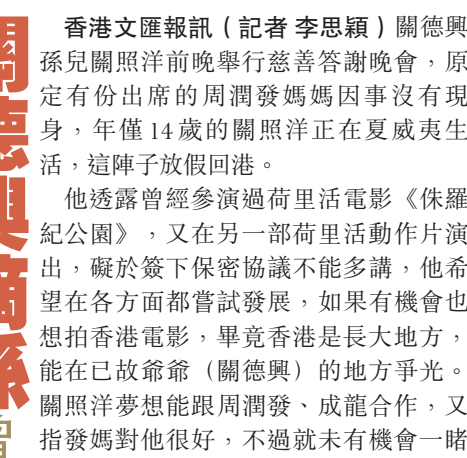 關德興嫡孫
曾
香港文匯報訊（記者 李思穎）關德興
孫兒關照洋前晚舉行慈善答謝晚會，原
定有份出席的周潤發媽媽因事沒有現
身，年僅 14 歲的關照洋正在夏威夷生
活，這陣子放假回港。
他透露曾經參演過荷里活電影《侏羅
紀公園》，又在另一部荷里活動作片演
出，礙於簽下保密協議不能多講，他希
望在各方面都嘗試發展，如果有機會也
想拍香港電影，畢竟香港是長大地方，
能在已故爺爺（關德興）的地方爭光。
關照洋夢想能跟周潤發、成龍合作，又
指發媽對他很好，不過就未有機會一睹